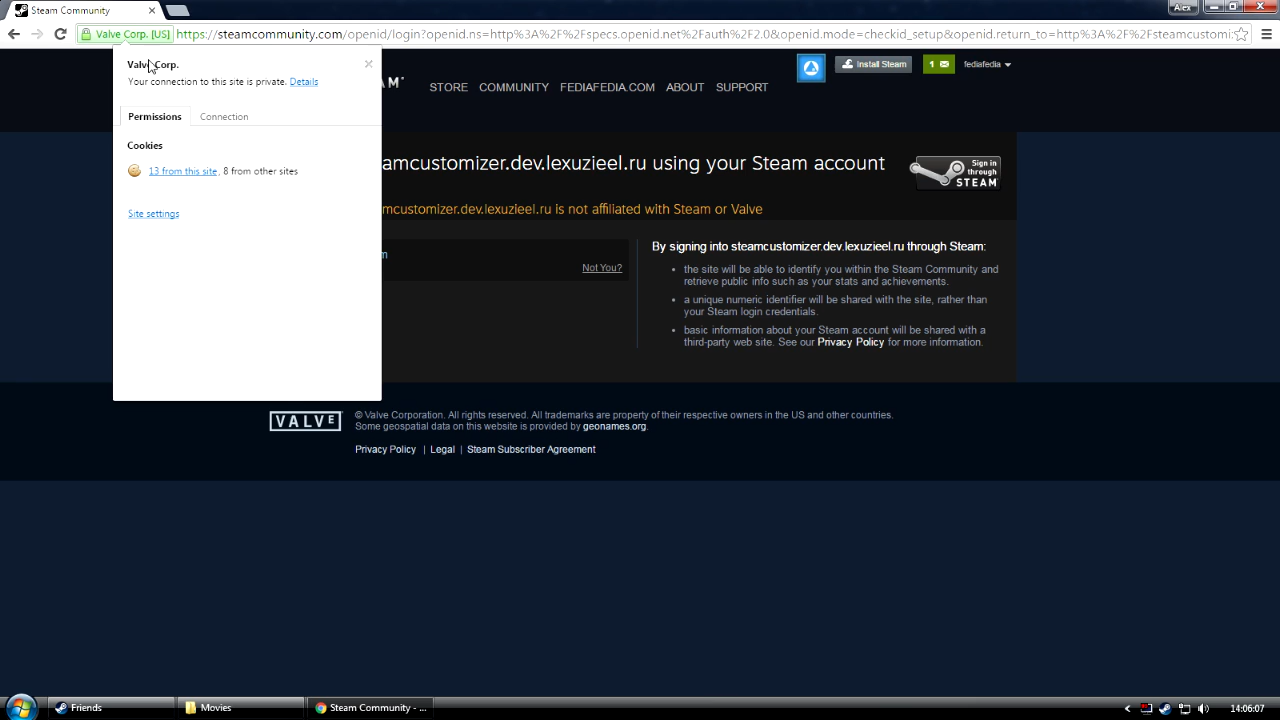 Steam Community
Alex
Valve Corp. [US] https://steamcommunity.com/openid/login?openid.ns=http%3A%2F%2Fspecs.openid.net%2Fauth%2F2.0&openid.mode=checkid_setup&openid.return_to=http%3A%2F%2Fsteamcustomi
Valve Corp.
Your connection to this site is private. Details
Permissions Connection
Cookies
13 from this site, 8 from other sites
Site settings
STORE COMMUNITY FEDIAFEDIA.COM ABOUT SUPPORT
Install Steam 1 fediafedia
amcustomizer.dev.lexuzieel.ru using your Steam account
Sign in through STEAM
mcustomizer.dev.lexuzieel.ru is not affiliated with Steam or Valve
Not You?
By signing into steamcustomizer.dev.lexuzieel.ru through Steam:
the site will be able to identify you within the Steam Community and
retrieve public info such as your stats and achievements.
a unique numeric identifier will be shared with the site, rather than
your Steam login credentials.
basic information about your Steam account will be shared with a
third-party web site. See our Privacy Policy for more information.
VALVE
© Valve Corporation. All rights reserved. All trademarks are property of their respective owners in the US and other countries.
Some geospatial data on this website is provided by geonames.org.
Privacy Policy | Legal | Steam Subscriber Agreement
Friends Movies Steam Community - ... 14:06:07